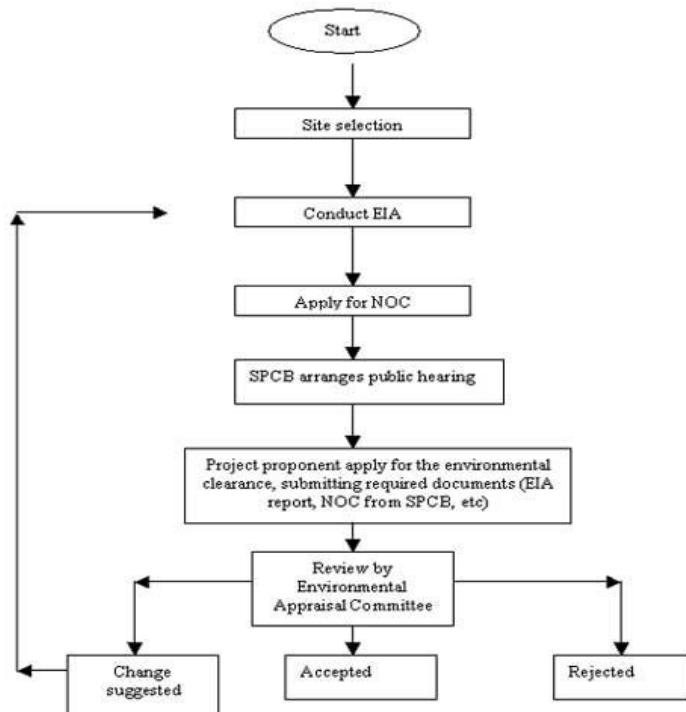 Start
Site selection
Conduct EIA
Apply for NOC
SPCB arranges public hearing
Project proponent apply for the environmental
clearance, submitting required documents (EIA
report, NOC from SPCB, etc)
Review by
Environmental
Appraisal Committee
Change
suggested
Accepted
Rejected